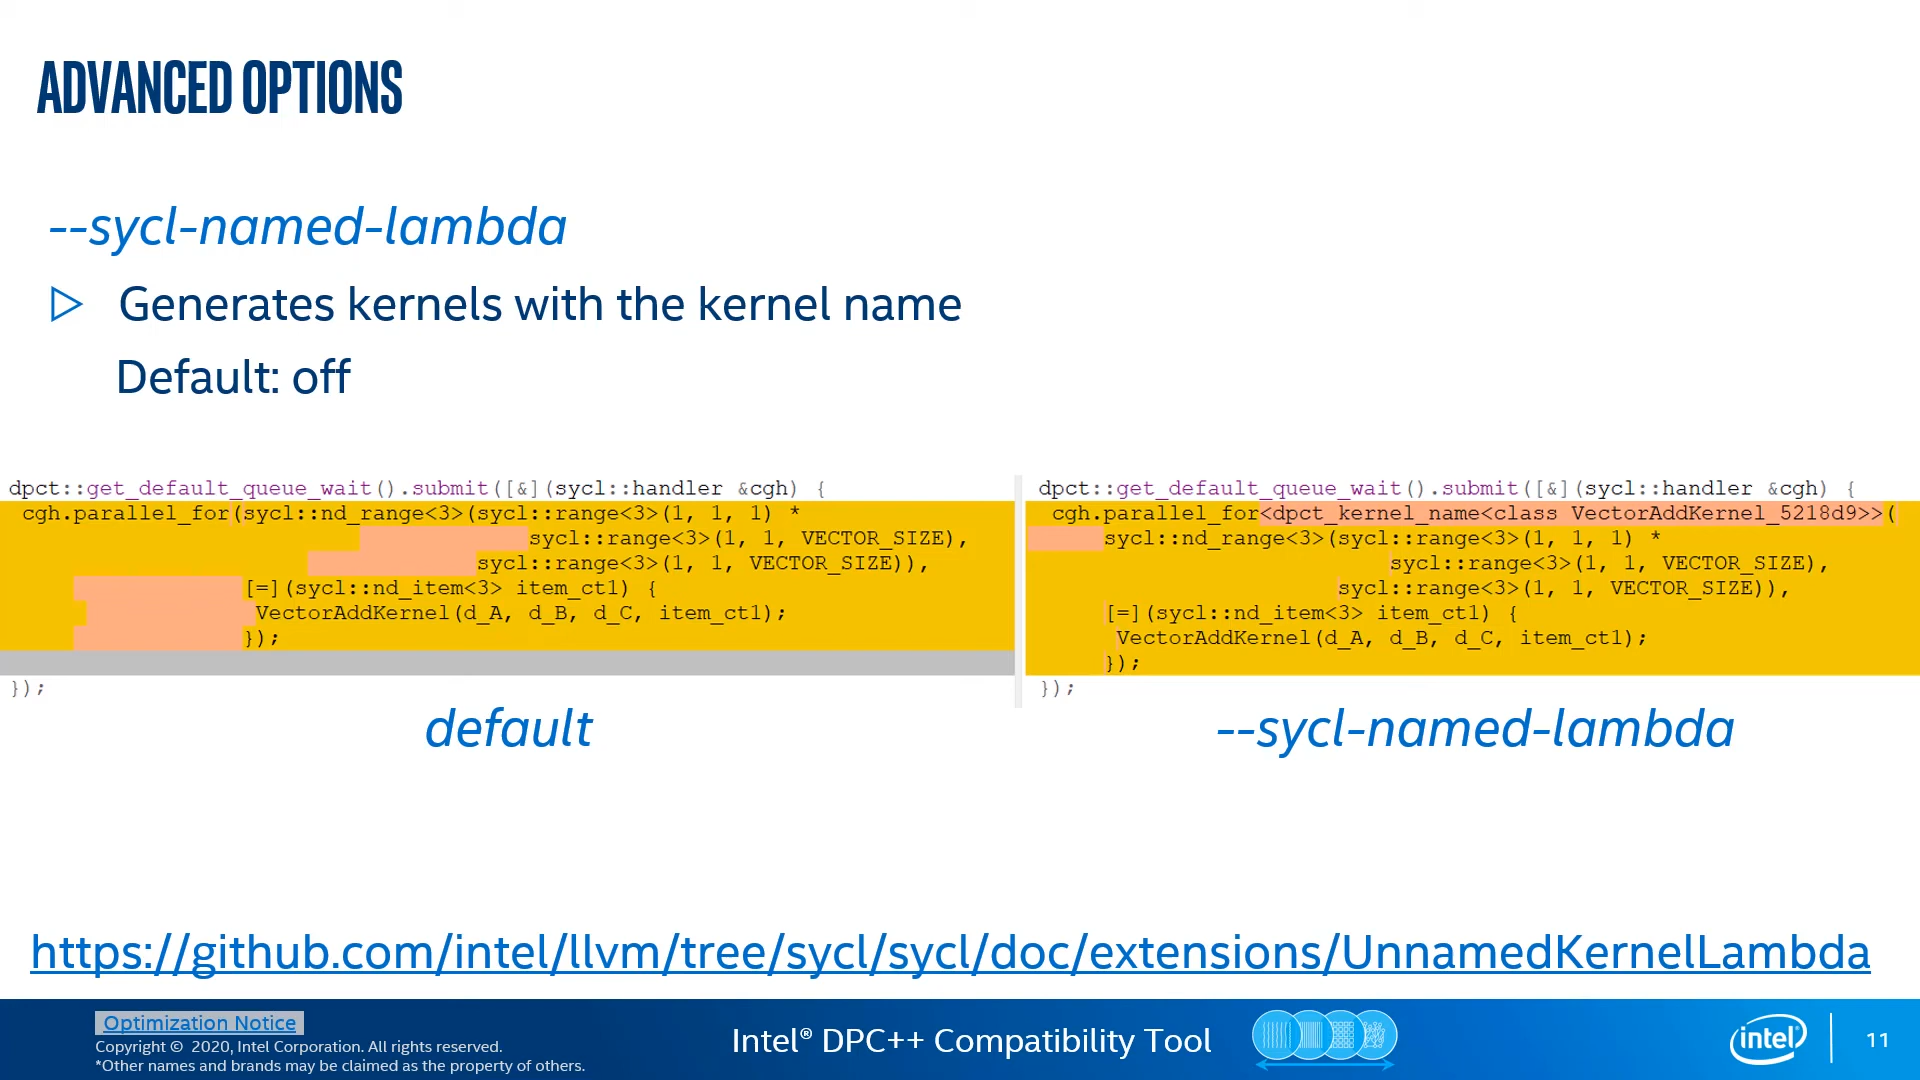 ADVANCED OPTIONS
--sycl-named-lambda
Generates kernels with the kernel name
Default: off
dpct::get_default_queue_wait().submit([&](sycl::handler &cgh) {
cgh.parallel_for(sycl::nd_range<3>(sycl::range<3>(1, 1, 1) *
sycl::range<3>(1, 1, VECTOR_SIZE),
sycl::range<3>(1, 1, VECTOR_SIZE)),
[=](sycl::nd_item<3> item_ct1) {
VectorAddKernel(d_A, d_B, d_C, item_ct1);
});
});
default
dpct::get_default_queue_wait().submit([&](sycl::handler &cgh) {
cgh.parallel_for<dpct_kernel_name<class VectorAddKernel_5218d9>>(
sycl::nd_range<3>(sycl::range<3>(1, 1, 1) *
sycl::range<3>(1, 1, VECTOR_SIZE),
sycl::range<3>(1, 1, VECTOR_SIZE)),
[=](sycl::nd_item<3> item_ct1) {
VectorAddKernel(d_A, d_B, d_C, item_ct1);
});
});
--sycl-named-lambda
https://github.com/intel/llvm/tree/sycl/sycl/doc/extensions/UnnamedKernelLambda
Optimization Notice
Copyright © 2020, Intel Corporation. All rights reserved.
*Other names and brands may be claimed as the property of others.
Intel® DPC++ Compatibility Tool
intel
11